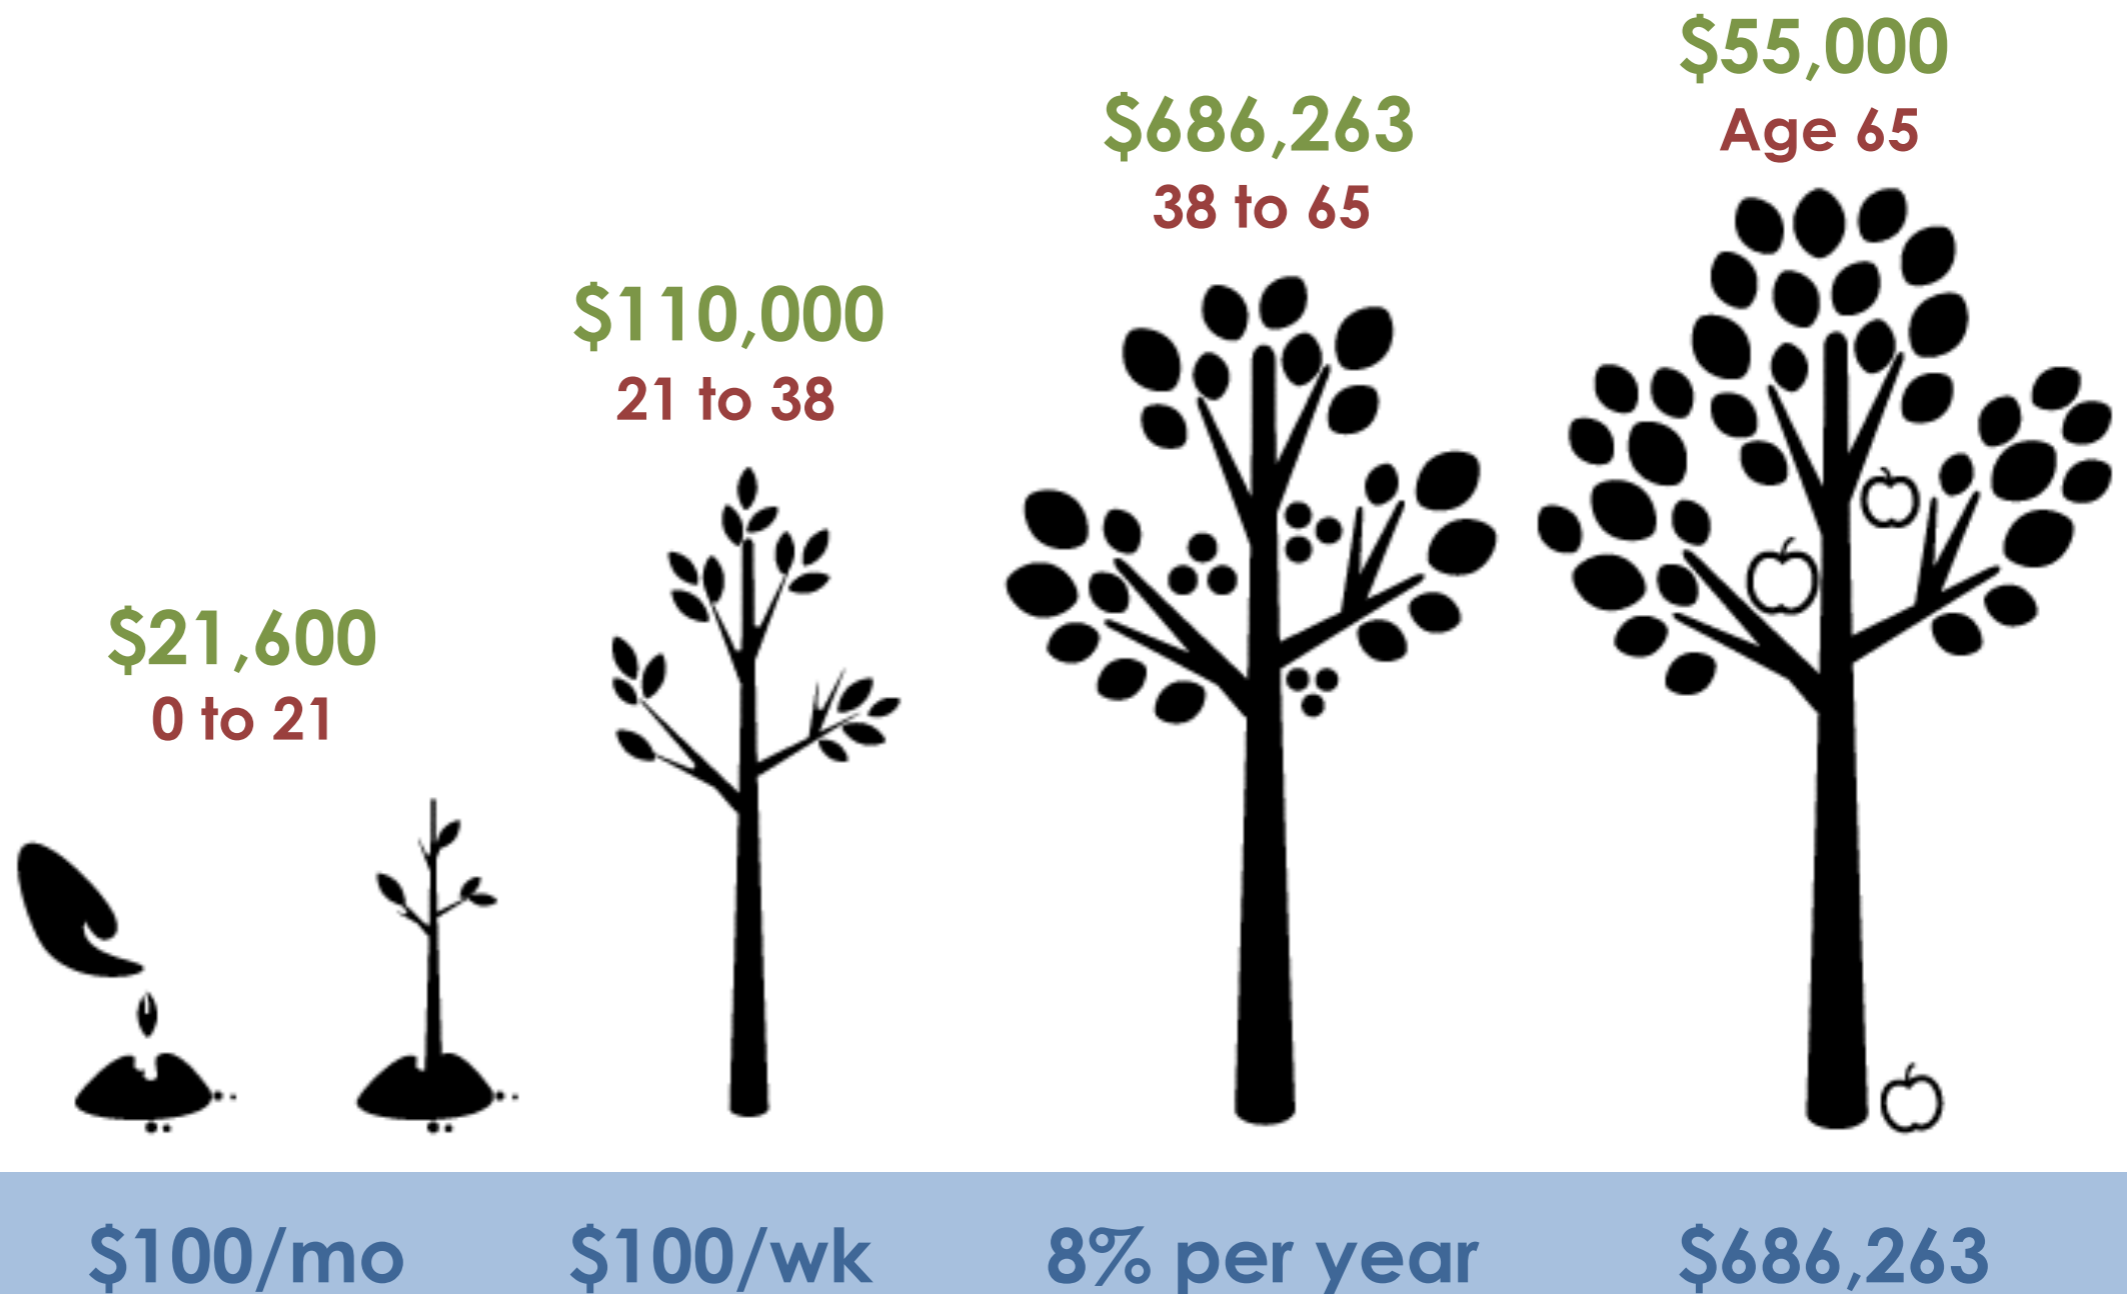 $21,600
0 to 21
$110,000
21 to 38
$686,263
38 to 65
$55,000
Age 65
$100/mo
$100/wk
8% per year
$686,263